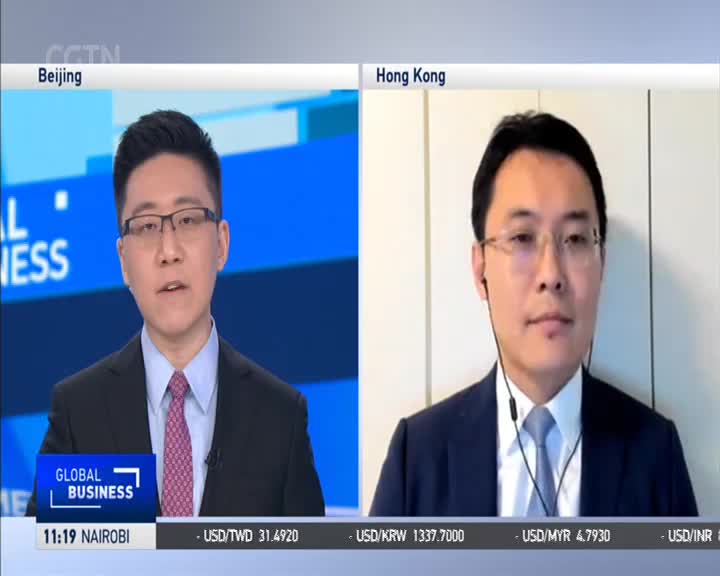 CGTN
Beijing
Hong Kong
AL
NESS
ME
GLOBAL
BUSINESS
11:19 NAIROBI
- USD/TWD 31.4920 - USD/KRW 1337.7000 - USD/MYR 4.7930 - USD/INR